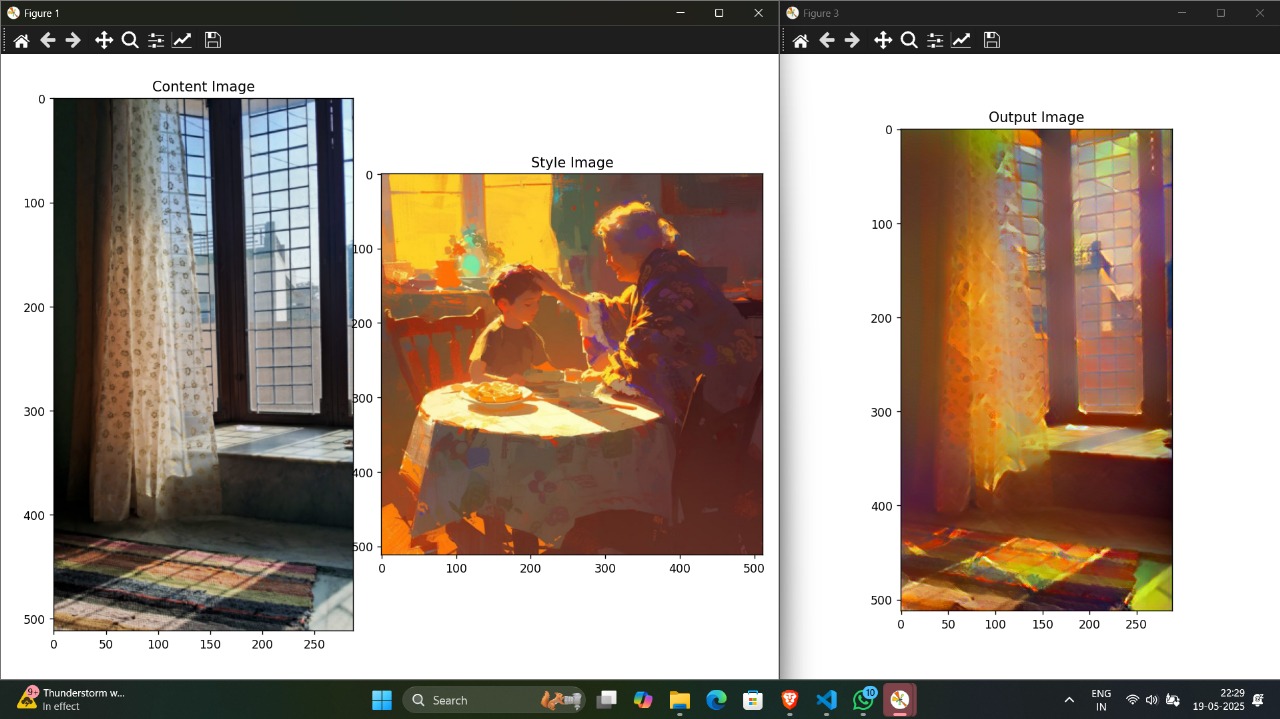 Figure 1
Figure 3
Content Image
0
100
200
300
400
500
0 50 100 150 200 250
Style Image
0
100
200
300
400
500
0 100 200 300 400 500
Output Image
0
100
200
300
400
500
0 50 100 150 200 250
9+
Thunderstorm w...
In effect
Search
10
ENG
IN
22:29
19-05-2025